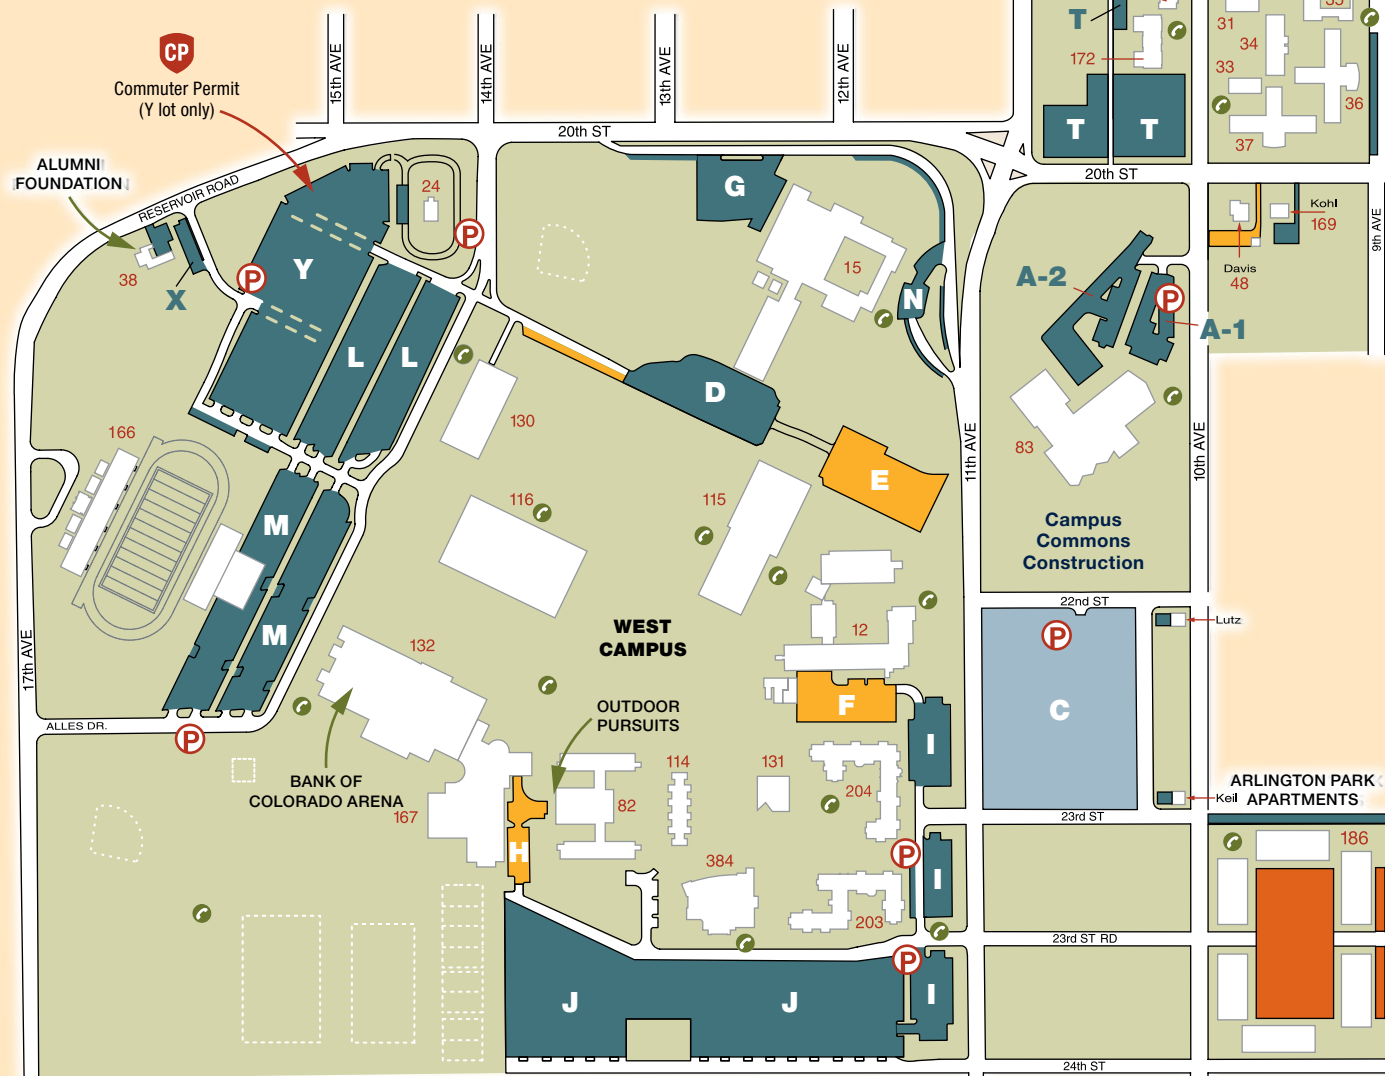 CP
Commuter Permit
(Y lot only)
15th AVE
14th AVE
13th AVE
12th AVE
20th ST
T
172
T
T
20th ST
31
34
33
36
37
35
ALUMNI
FOUNDATION
RESERVOIR ROAD
38
X
P
Y
24
P
L
L
G
15
N
D
E
A-2
A-1
P
83
Kohl
169
Davis
48
9th AVE
11th AVE
10th AVE
166
130
116
115
M
M
17th AVE
ALLES DR.
P
132
BANK OF
COLORADO ARENA
167
WEST
CAMPUS
OUTDOOR
PURSUITS
12
F
I
Campus
Commons
Construction
22nd ST
P
C
Lutz
Keil
ARLINGTON PARK
APARTMENTS
186
23rd ST
H
82
114
131
204
P
I
384
203
23rd ST RD
P
I
J
J
24th ST